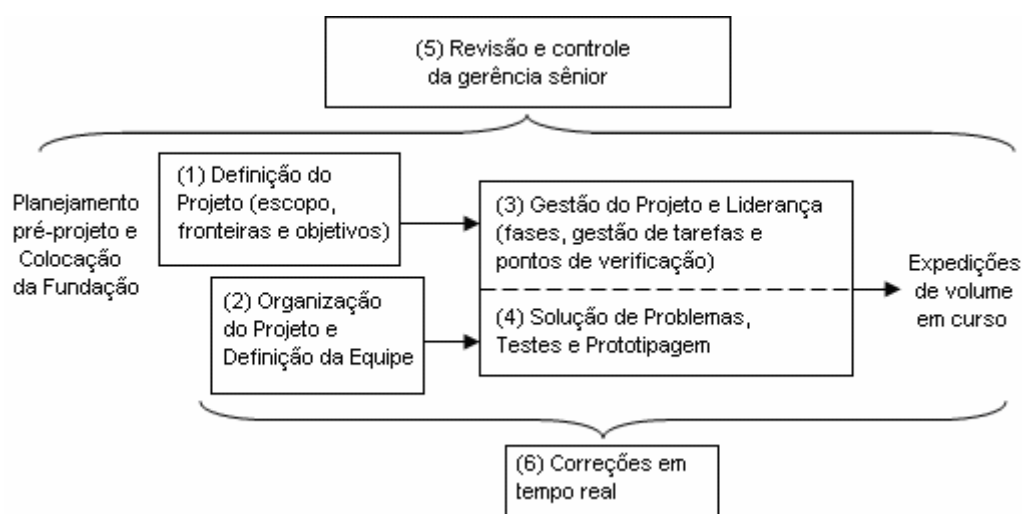 (5) Revisão e controle
da gerência sênior
Planejamento
pré-projeto e
Colocação
da Fundação
(1) Definição do
Projeto (escopo,
fronteiras e objetivos)
(2) Organização
do Projeto e
Definição da Equipe
(3) Gestão do Projeto e Liderança
(fases, gestão de tarefas e
pontos de verificação)
(4) Solução de Problemas,
Testes e Prototipagem
Expedições
de volume
em curso
(6) Correções em
tempo real